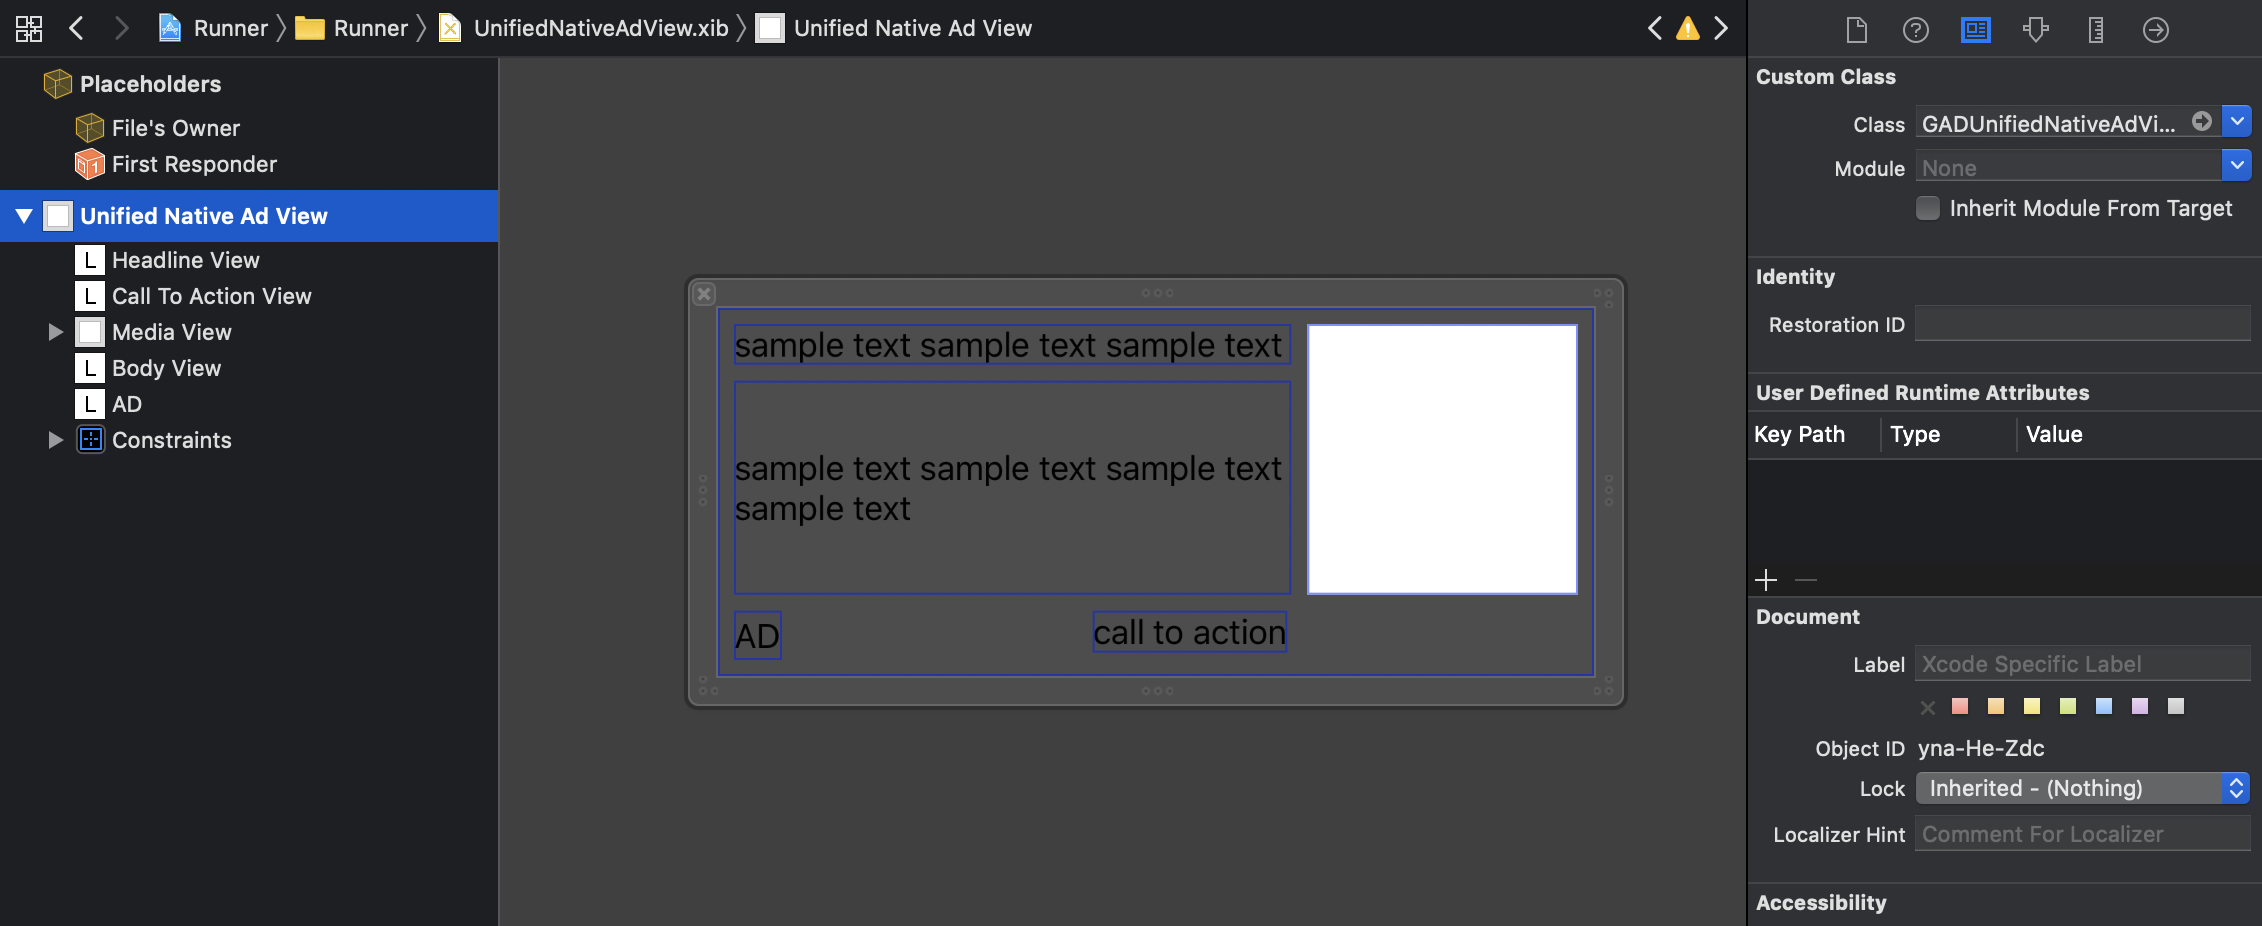 Runner Runner UnifiedNativeAdView.xib Unified Native Ad View
Placeholders
File's Owner
First Responder
Unified Native Ad View
L Headline View
L Call To Action View
Media View
L Body View
L AD
Constraints
sample text sample text sample text
sample text sample text sample text
sample text
AD
call to action
Custom Class
Class GADUnifiedNativeAdVi...
Module None
Inherit Module From Target
Identity
Restoration ID
User Defined Runtime Attributes
Key Path Type Value
Document
Label Xcode Specific Label
Object ID yna-He-Zdc
Lock Inherited - (Nothing)
Localizer Hint Comment For Localizer
Accessibility